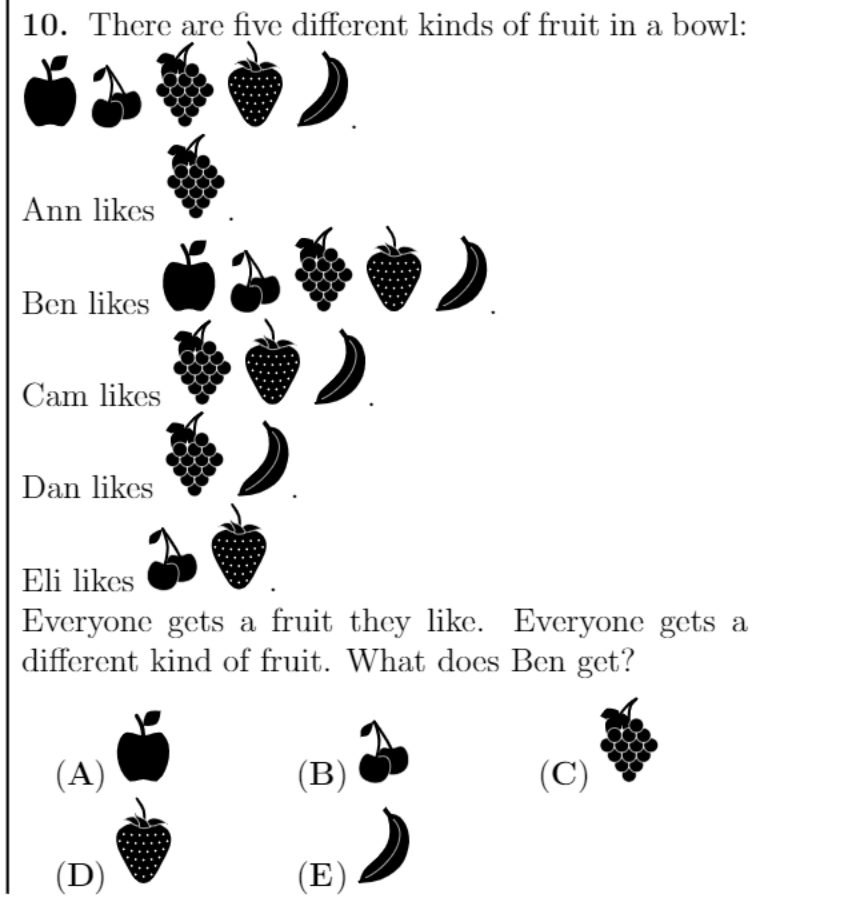 10. There are five different kinds of fruit in a bowl:
.
Ann likes .
Ben likes .
Cam likes .
Dan likes .
Eli likes .
Everyone gets a fruit they like. Everyone gets a
different kind of fruit. What does Ben get?
(A) (B) (C)
(D) (E)